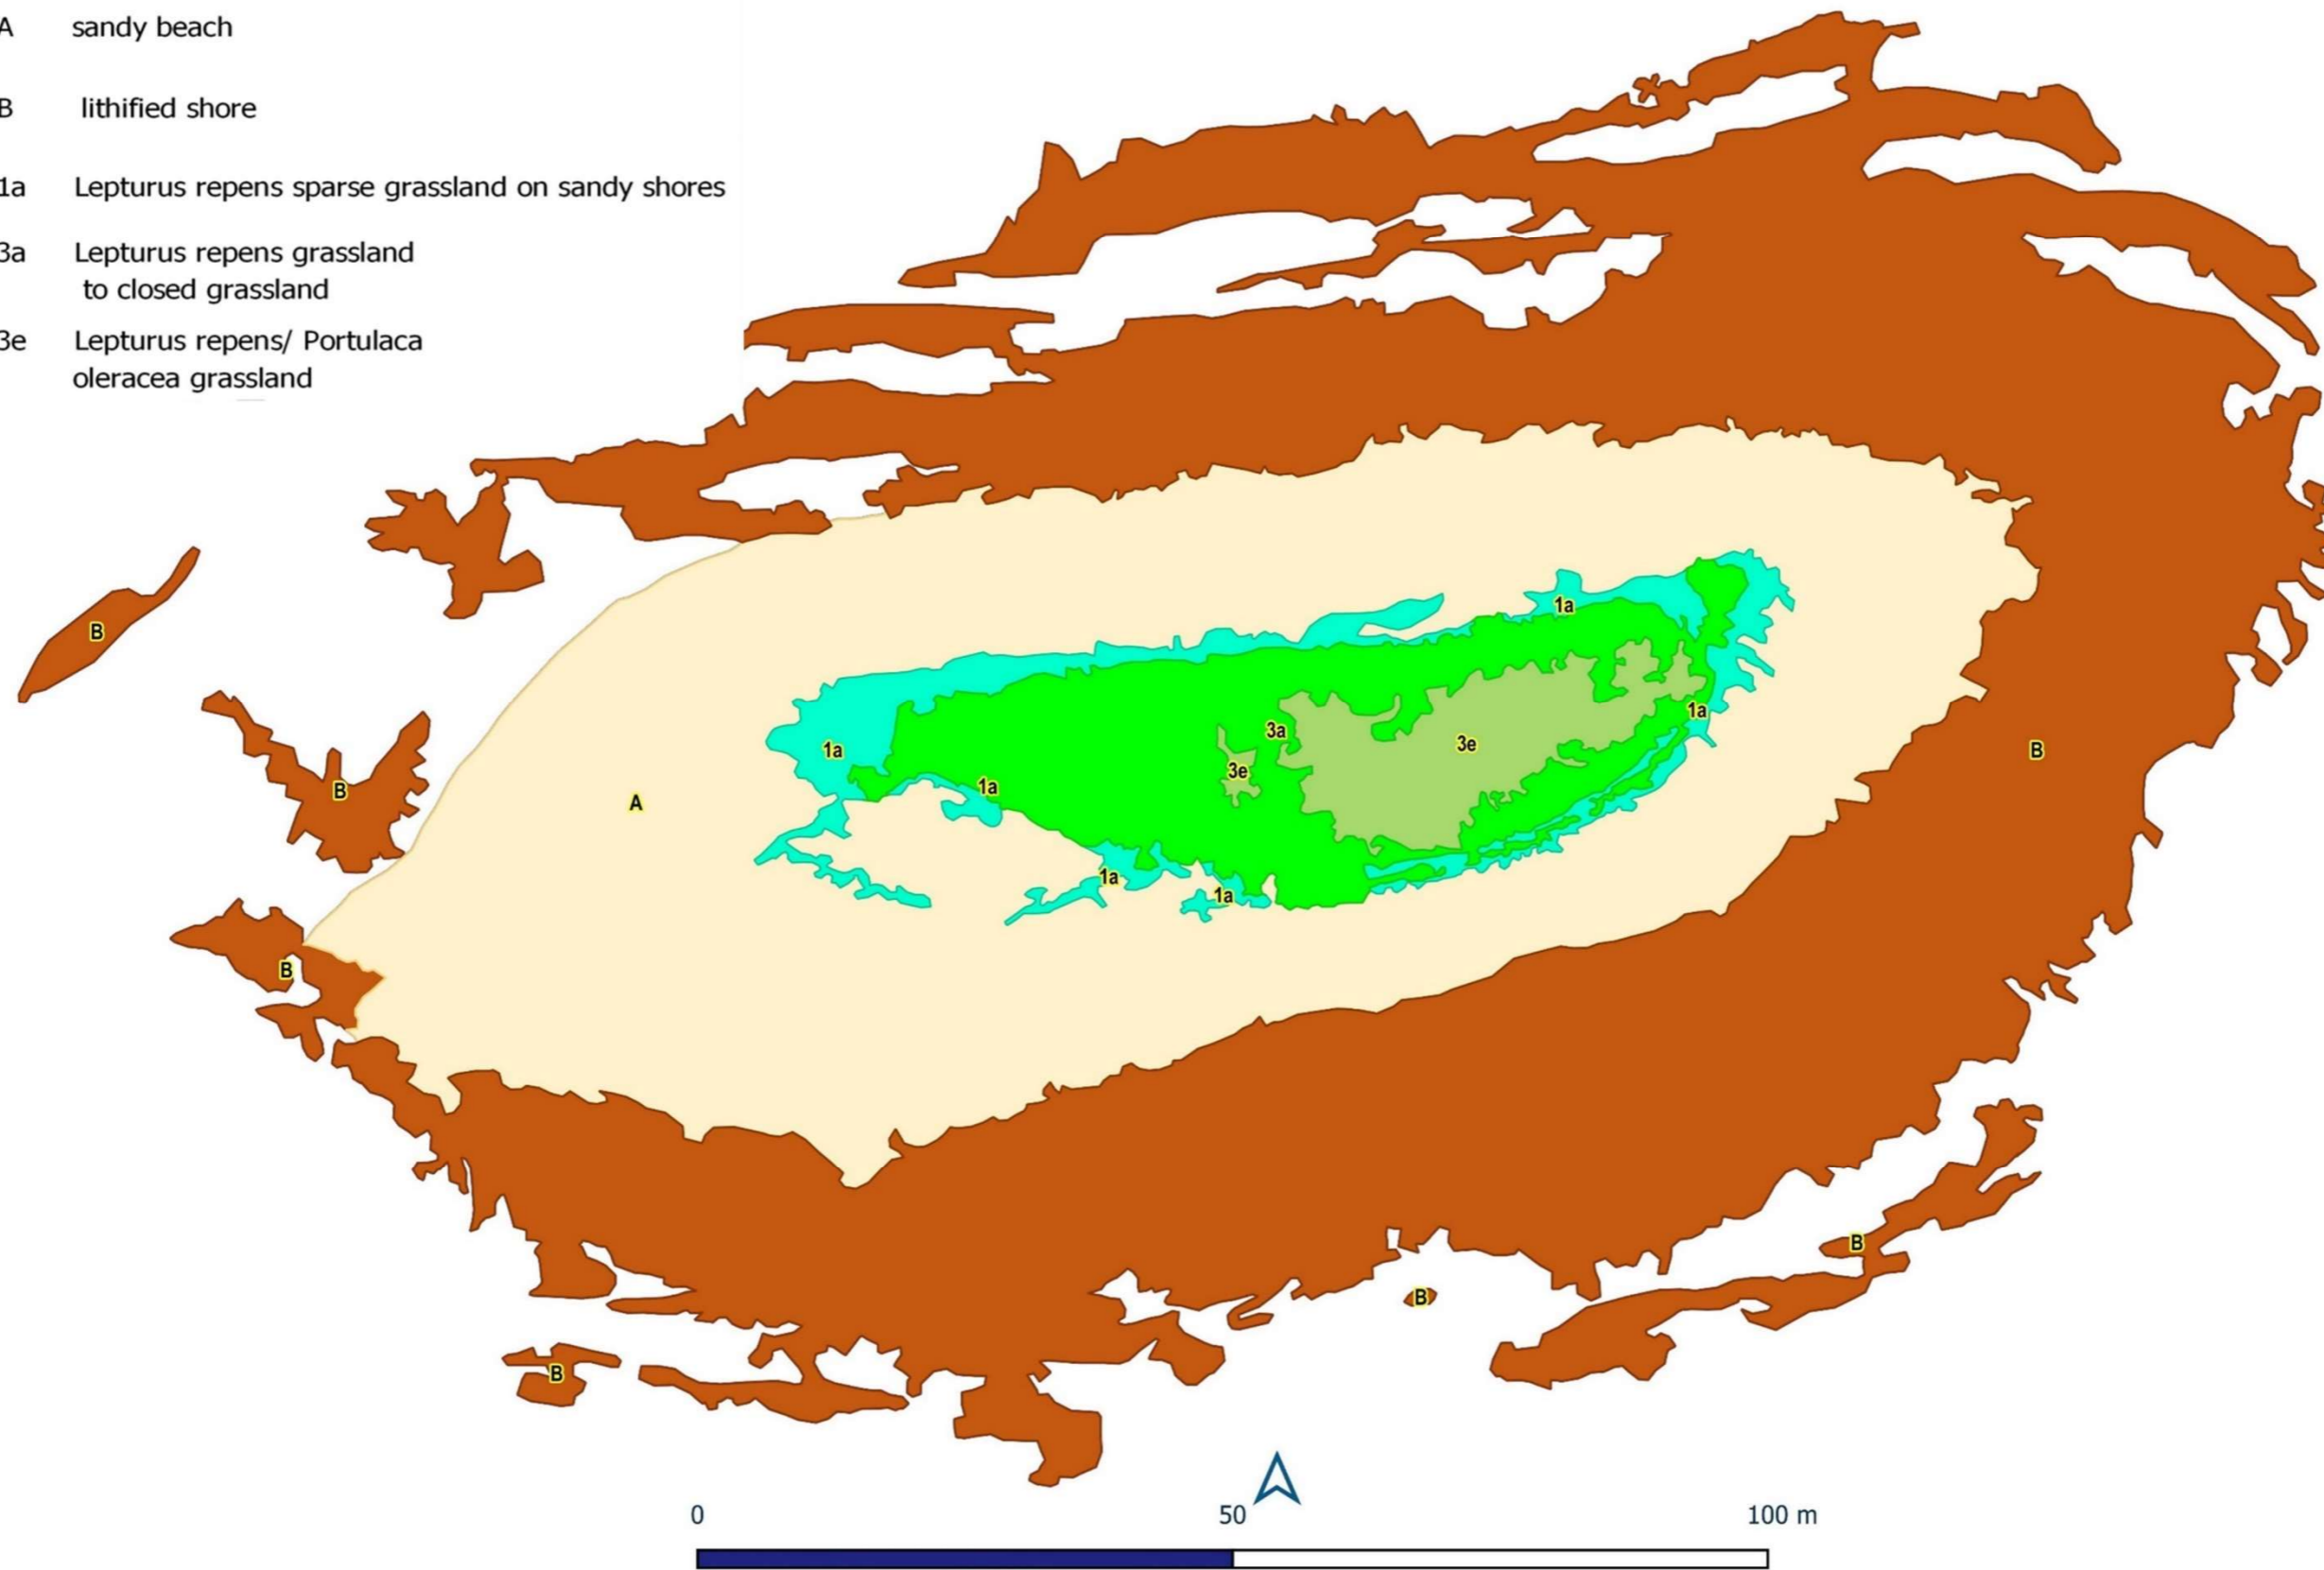 A sandy beach
B lithified shore
1a Lepturus repens sparse grassland on sandy shores
3a Lepturus repens grassland
to closed grassland
3e Lepturus repens/ Portulaca
oleracea grassland
1a
B
1a
3a
3e
1a
B
3e
1a
B
A
1a
1a
B
B
B
B
0 50 100 m